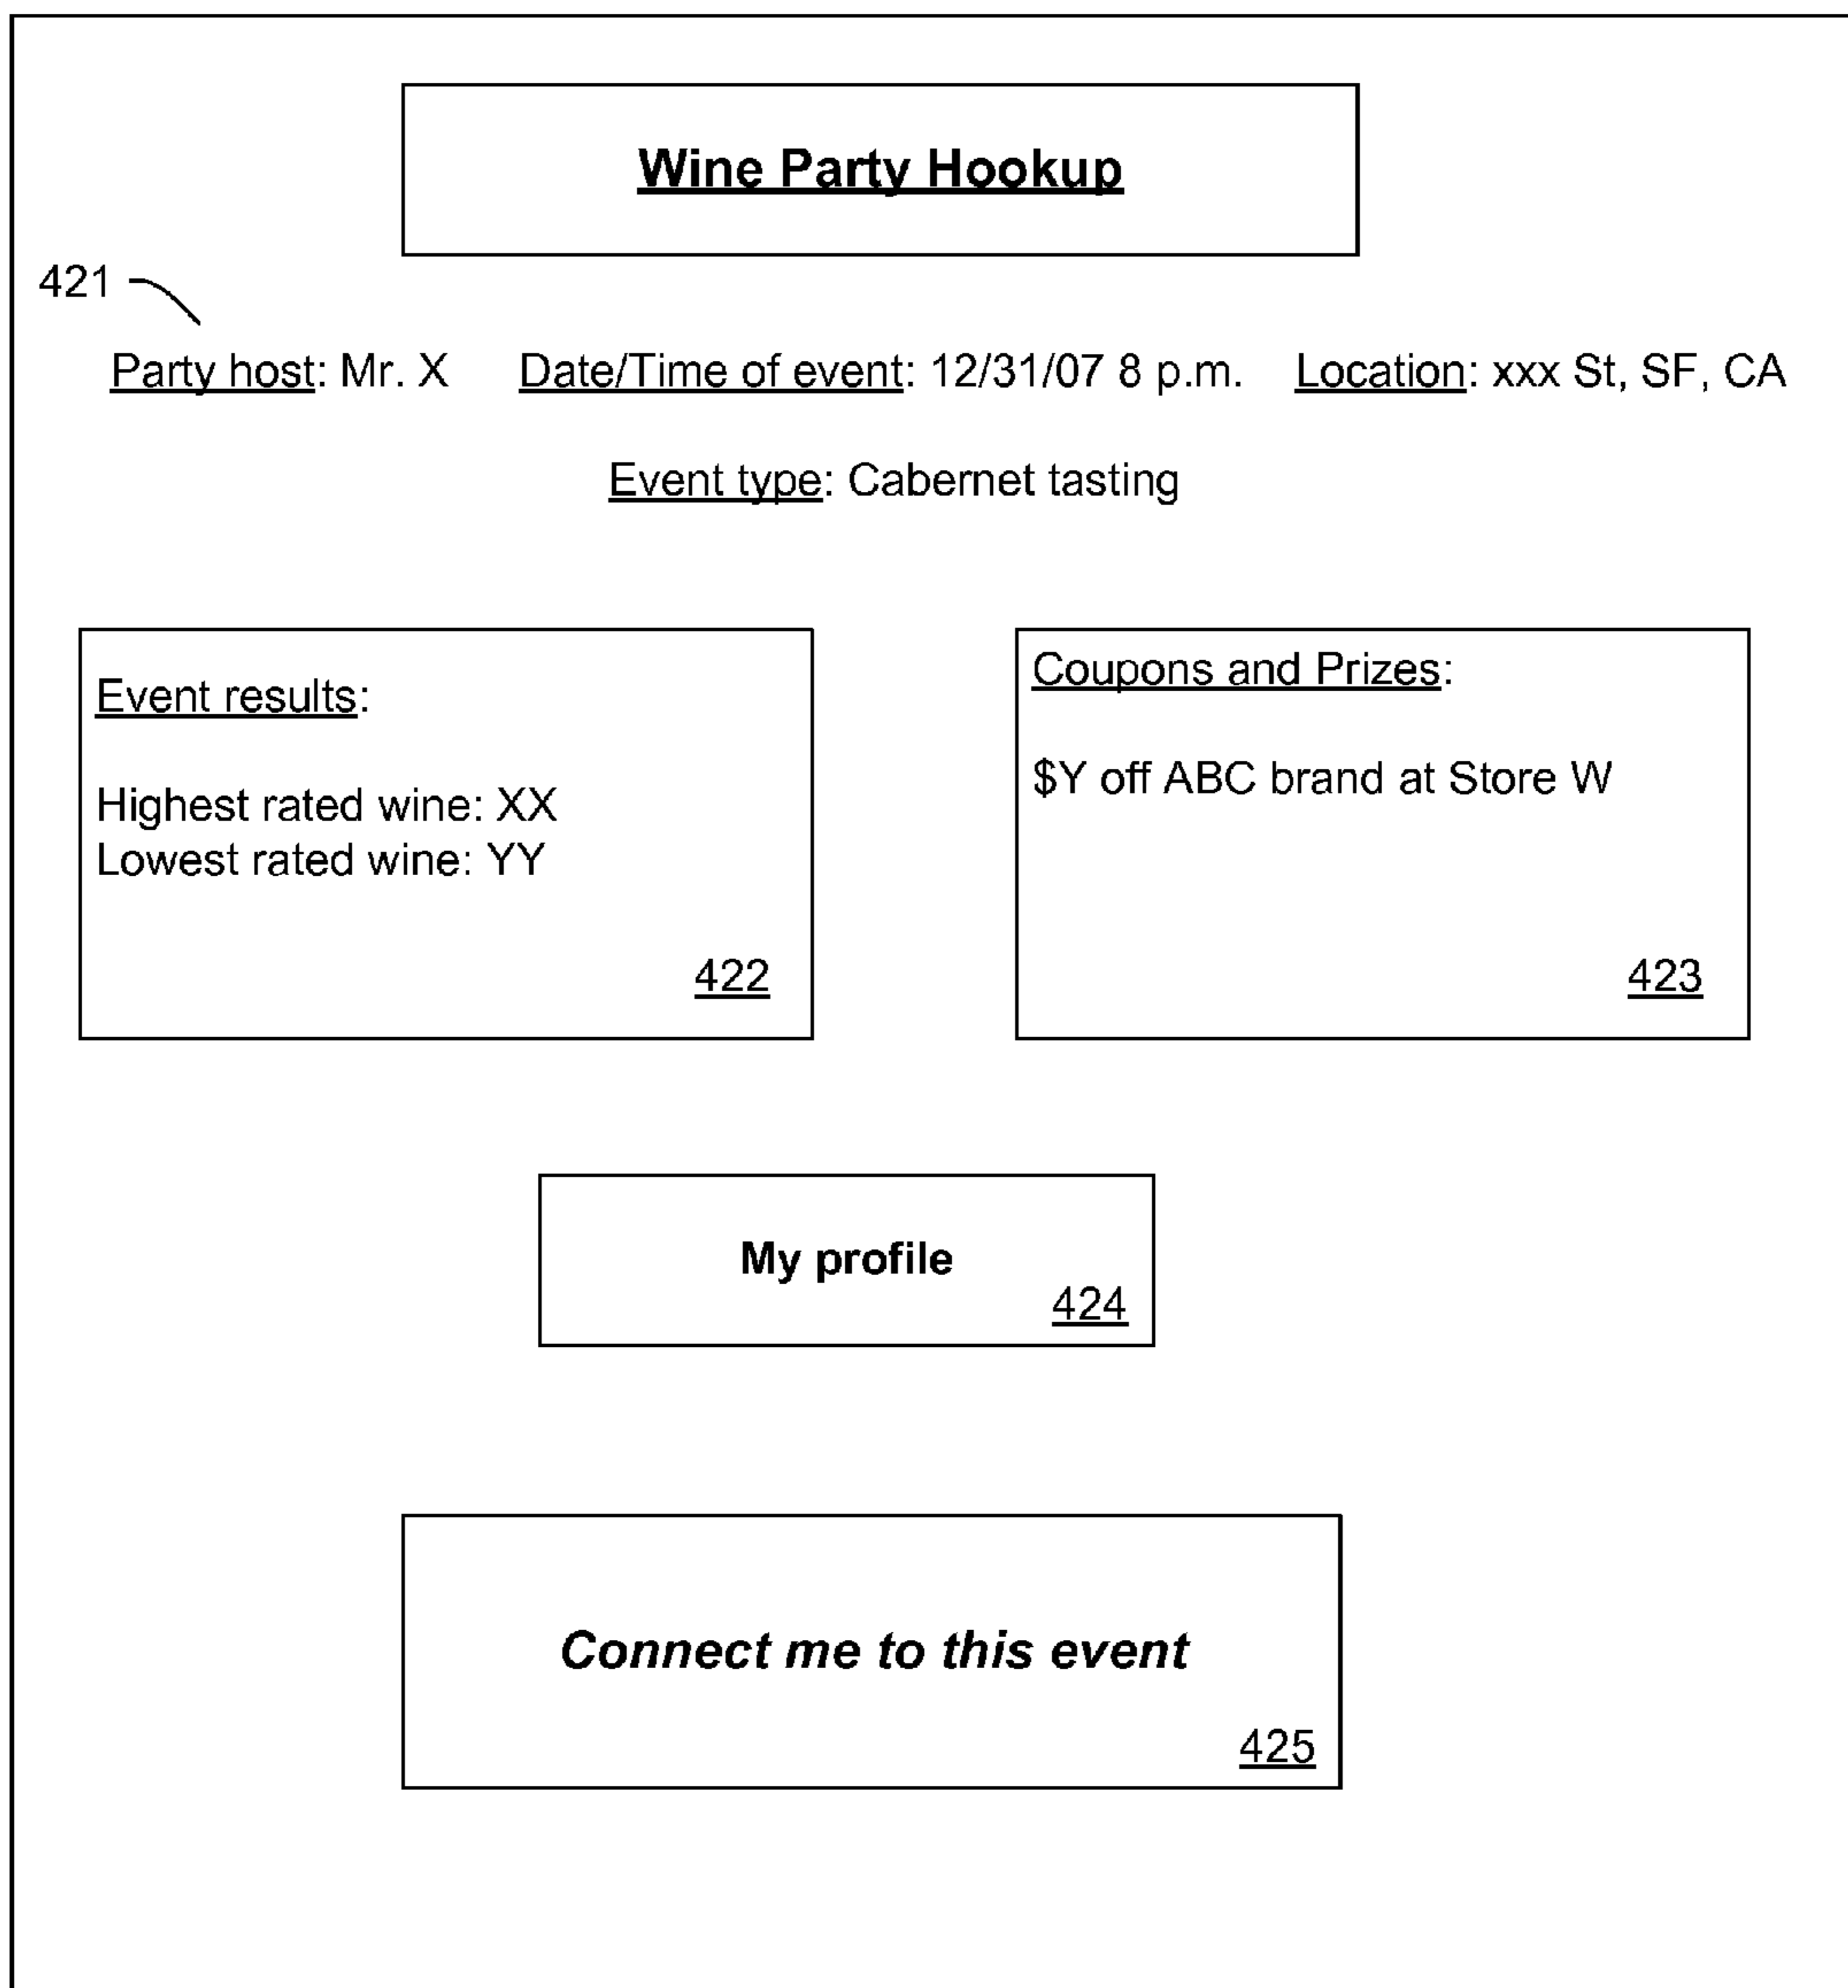 Wine Party Hookup
421
Party host: Mr. X Date/Time of event: 12/31/07 8 p.m. Location: xxx St, SF, CA
Event type: Cabernet tasting
Event results:
Highest rated wine: XX
Lowest rated wine: YY
422
Coupons and Prizes:
$Y off ABC brand at Store W
423
My profile
424
Connect me to this event
425